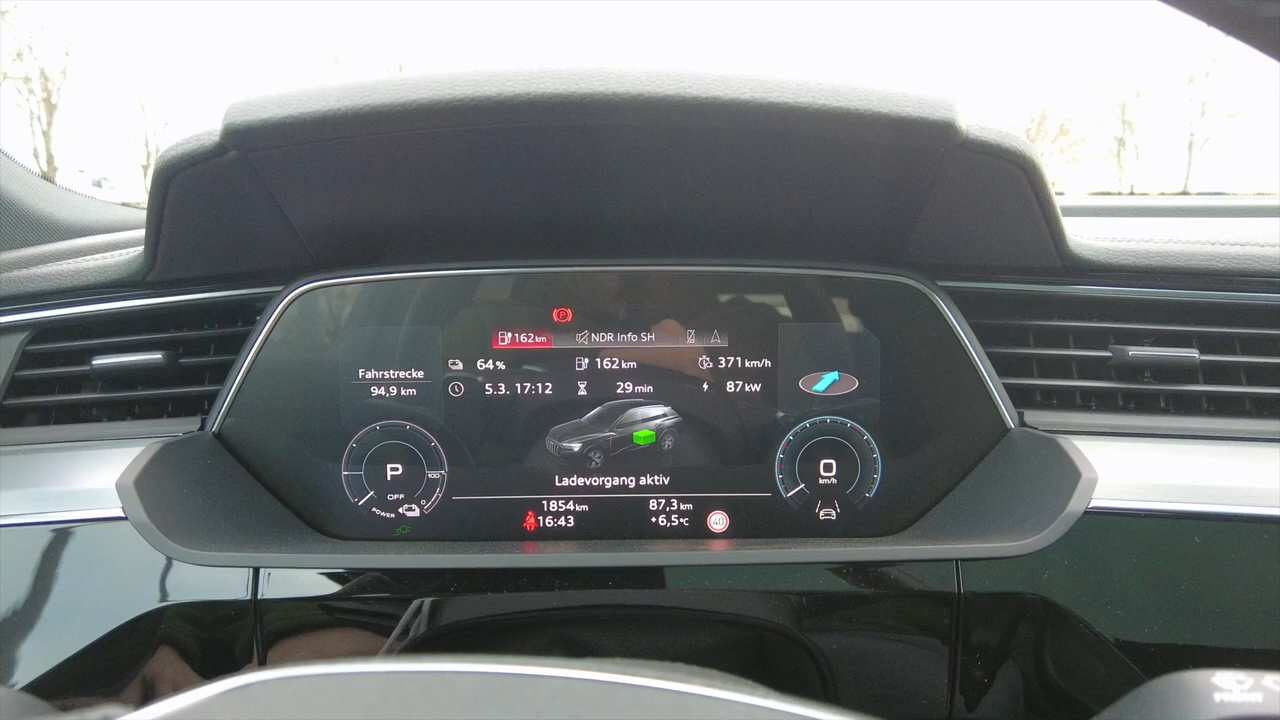 P
162 km NDR Info SH
64 % 162 km 371 km/h
5.3. 17:12 29 min 87 kW
Fahrstrecke
94,9 km
P
100
OFF
POWER
0
0
km/h
Ladevorgang aktiv
1854 km 87,3 km
16:43 +6,5 °C 40